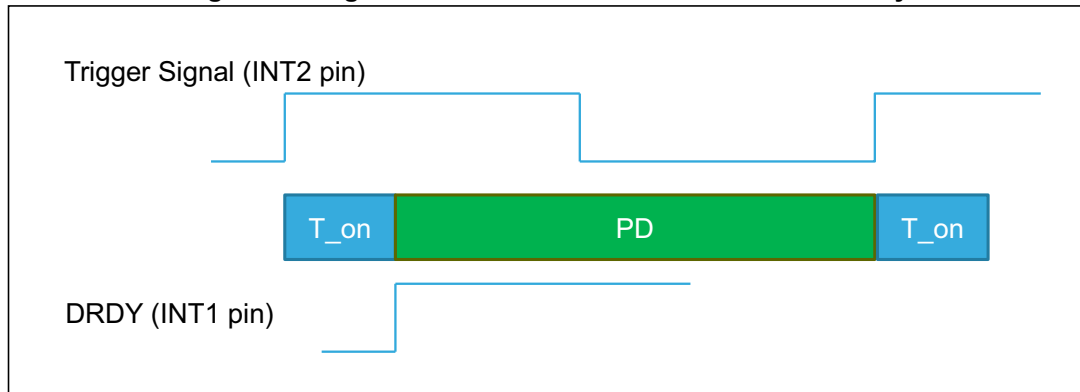 Trigger Signal (INT2 pin)
T_on
PD
T_on
DRDY (INT1 pin)